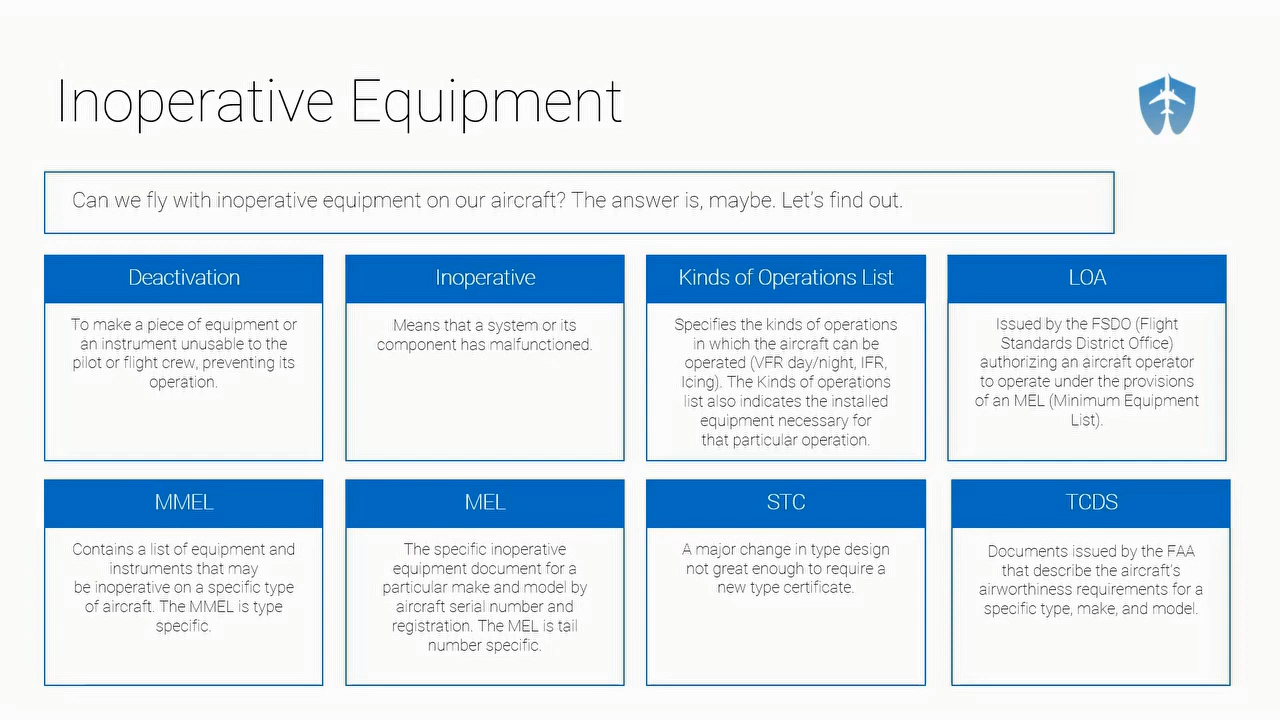 Inoperative Equipment
Can we fly with inoperative equipment on our aircraft? The answer is, maybe. Let's find out.
Deactivation
To make a piece of equipment or
an instrument unusable to the
pilot or flight crew, preventing its
operation.
Inoperative
Means that a system or its
component has malfunctioned.
Kinds of Operations List
Specifies the kinds of operations
in which the aircraft can be
operated (VFR day/night, IFR,
Icing). The Kinds of operations
list also indicates the installed
equipment necessary for
that particular operation.
LOA
Issued by the FSDO (Flight
Standards District Office)
authorizing an aircraft operator
to operate under the provisions
of an MEL (Minimum Equipment
List).
MMEL
Contains a list of equipment and
instruments that may
be inoperative on a specific type
of aircraft. The MMEL is type
specific.
MEL
The specific inoperative
equipment document for a
particular make and model by
aircraft serial number and
registration. The MEL is tail
number specific.
STC
A major change in type design
not great enough to require a
new type certificate.
TCDS
Documents issued by the FAA
that describe the aircraft's
airworthiness requirements for a
specific type, make, and model.